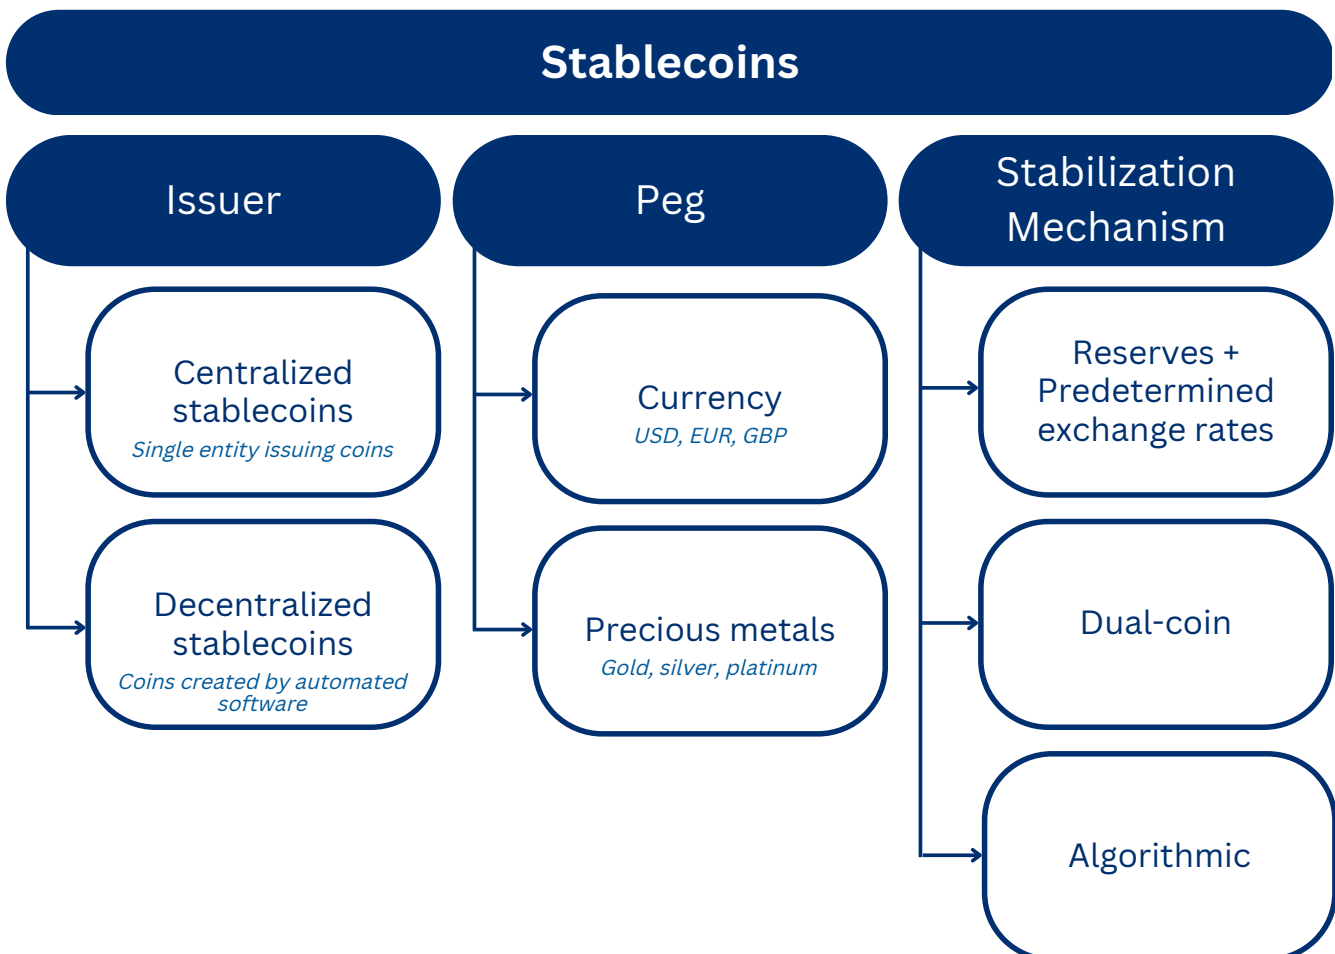 Stablecoins
Issuer
Centralized
stablecoins
Single entity issuing coins
Decentralized
stablecoins
Coins created by automated
software
Peg
Currency
USD, EUR, GBP
Precious metals
Gold, silver, platinum
Stabilization
Mechanism
Reserves +
Predetermined
exchange rates
Dual-coin
Algorithmic